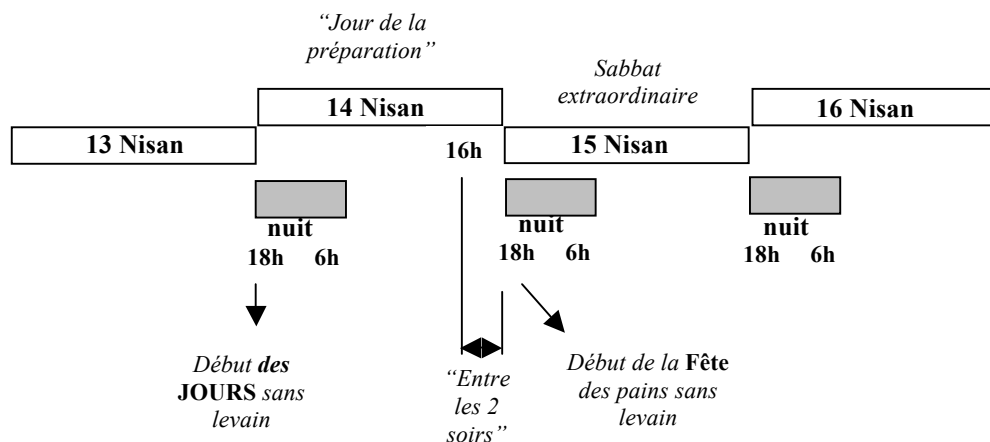 “Jour de la
préparation”
Sabbat
extraordinaire
14 Nisan
16 Nisan
13 Nisan
16h
15 Nisan
nuit
18h 6h
nuit
18h 6h
nuit
18h 6h
Début des
JOURS sans
levain
“Entre
les 2
soirs”
Début de la Fête
des pains sans
levain